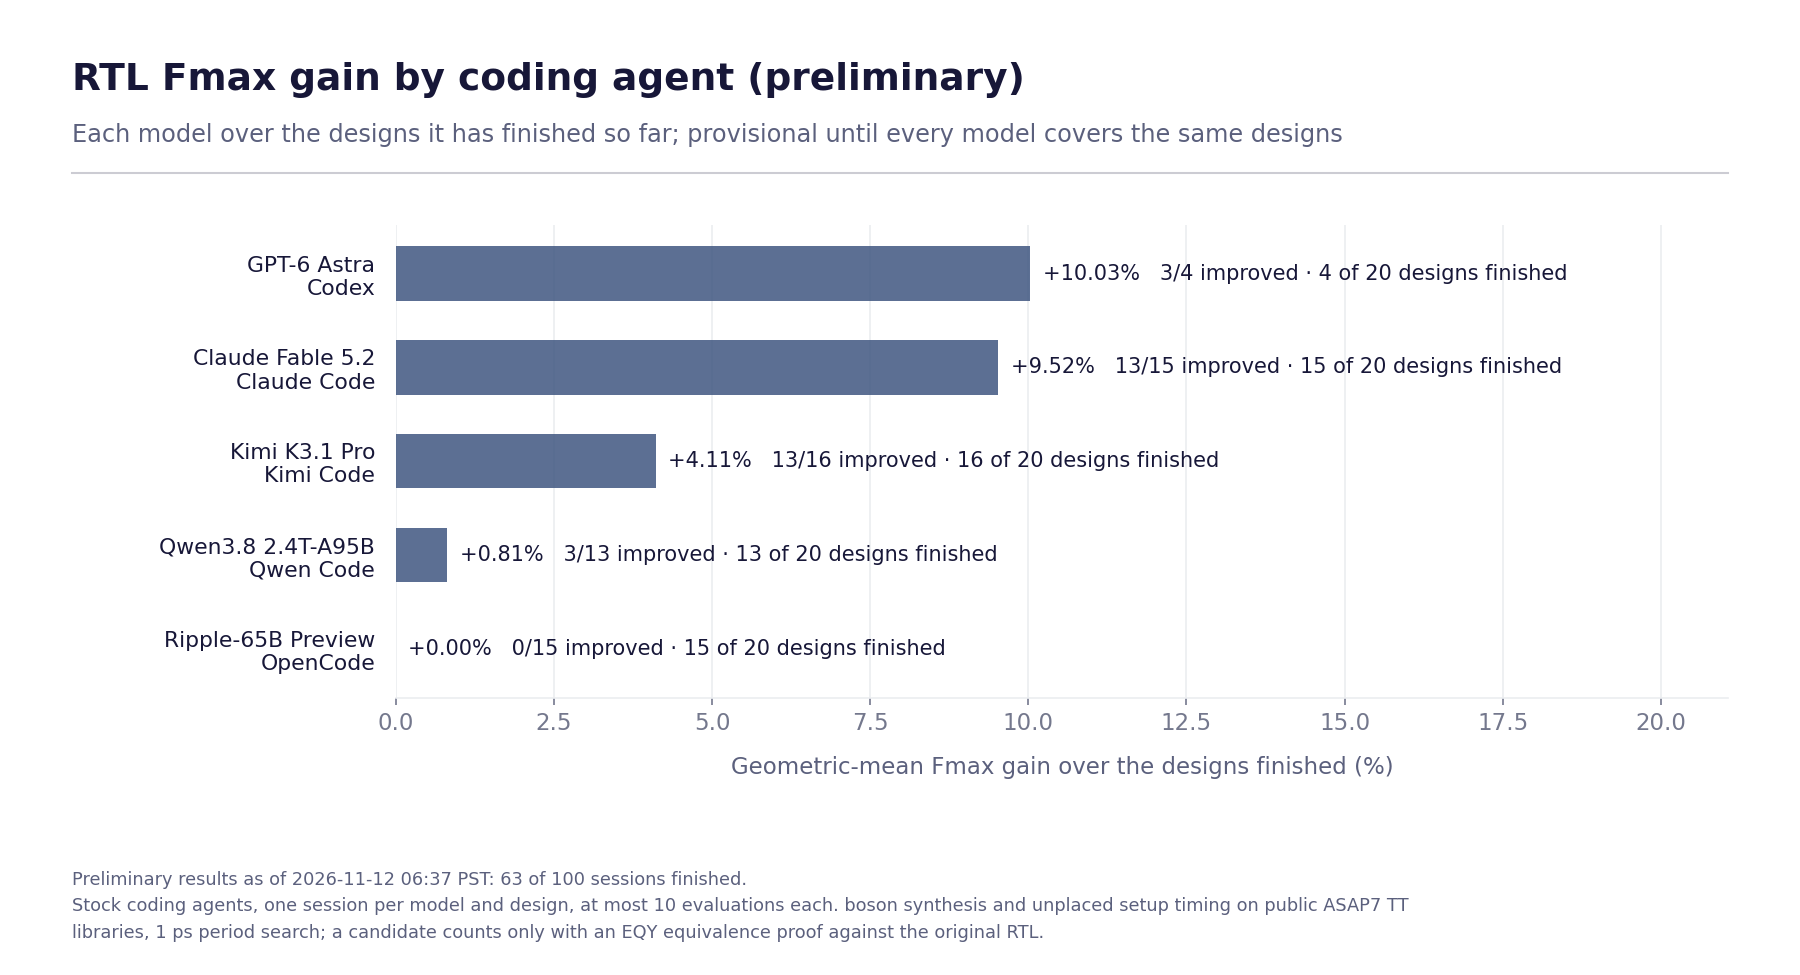 RTL Fmax gain by coding agent (preliminary)
Each model over the designs it has finished so far; provisional until every model covers the same designs
GPT-6 Astra
Codex
+10.03% 3/4 improved · 4 of 20 designs finished
Claude Fable 5.2
Claude Code
+9.52% 13/15 improved · 15 of 20 designs finished
Kimi K3.1 Pro
Kimi Code
+4.11% 13/16 improved · 16 of 20 designs finished
Qwen3.8 2.4T-A95B
Qwen Code
+0.81% 3/13 improved · 13 of 20 designs finished
Ripple-65B Preview
OpenCode
+0.00% 0/15 improved · 15 of 20 designs finished
0.0 2.5 5.0 7.5 10.0 12.5 15.0 17.5 20.0
Geometric-mean Fmax gain over the designs finished (%)
Preliminary results as of 2026-11-12 06:37 PST: 63 of 100 sessions finished.
Stock coding agents, one session per model and design, at most 10 evaluations each. boson synthesis and unplaced setup timing on public ASAP7 TT
libraries, 1 ps period search; a candidate counts only with an EQY equivalence proof against the original RTL.